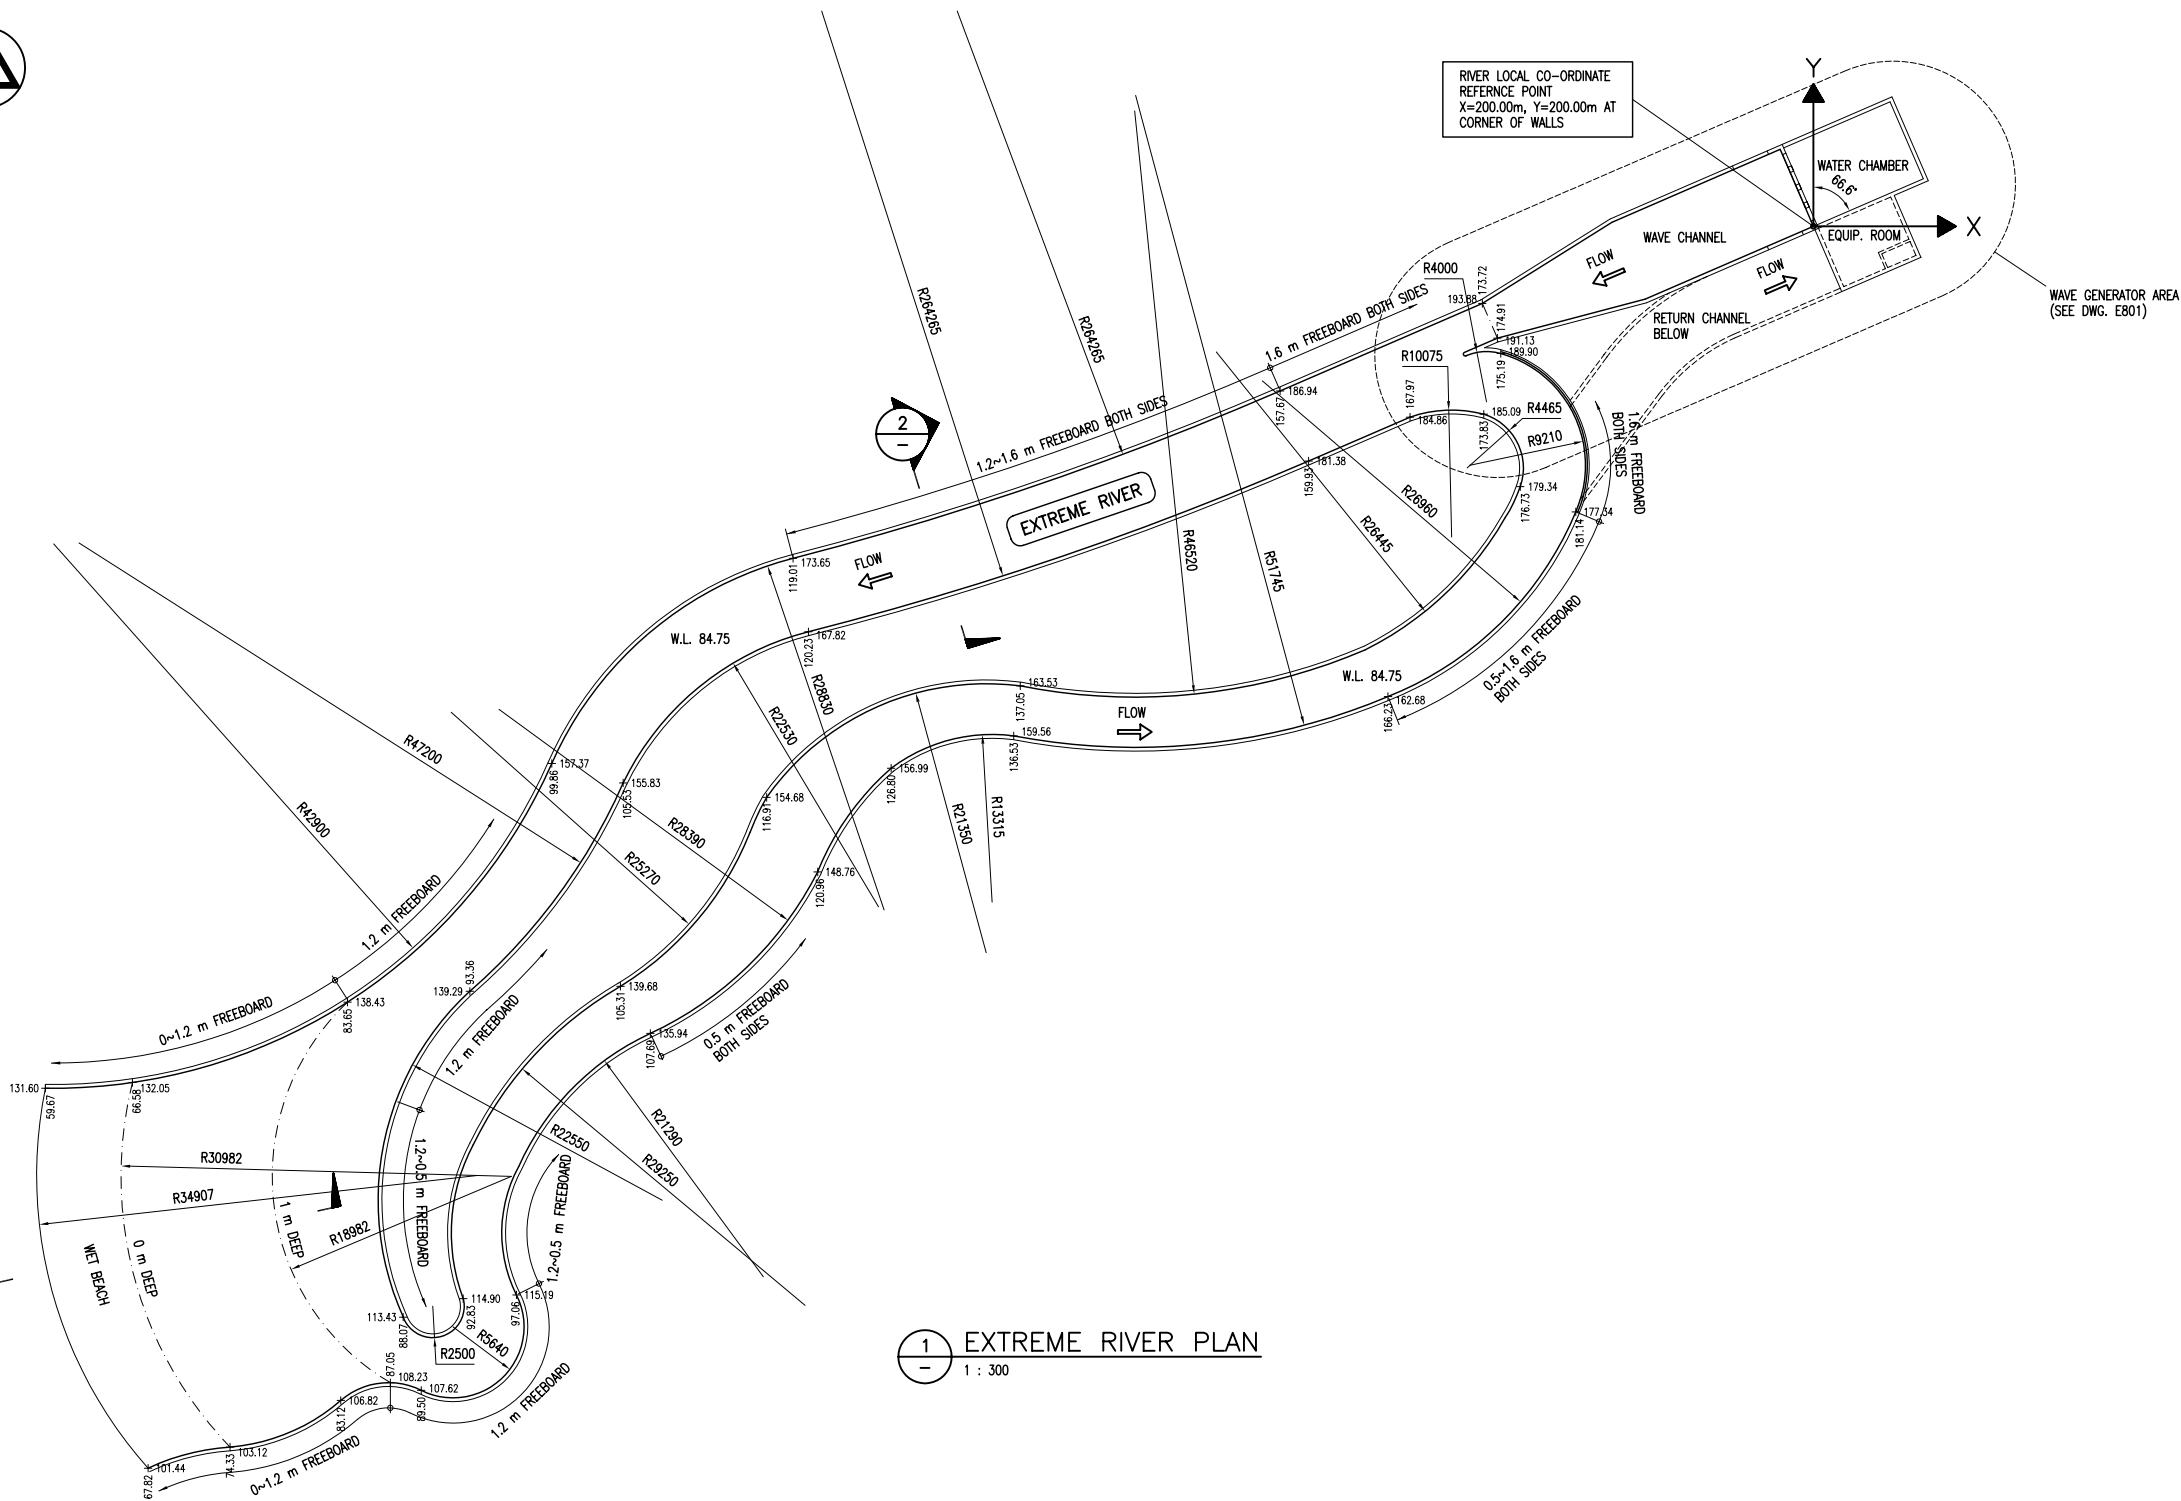 RIVER LOCAL CO-ORDINATE
REFERNCE POINT
X=200.00m, Y=200.00m AT
CORNER OF WALLS
Y
X
WATER CHAMBER
66.6°
EQUIP. ROOM
WAVE CHANNEL
FLOW
FLOW
RETURN CHANNEL
BELOW
WAVE GENERATOR AREA
(SEE DWG. E801)
R4000
193.88
173.72
174.91
191.13
189.90
175.19
R10075
167.97
184.86
185.09
173.83
R4465
R9210
1.6 m FREEBOARD
BOTH SIDES
1.6 m FREEBOARD BOTH SIDES
186.94
157.67
R264265
R264265
1.2~1.6 m FREEBOARD BOTH SIDES
2
–
EXTREME RIVER
181.38
159.93
R26960
R26445
179.34
176.73
177.34
181.14
R46520
R51745
173.65
119.01
FLOW
W.L. 84.75
167.82
120.23
R28830
R22530
163.53
137.05
W.L. 84.75
162.68
166.23
0.5~1.6 m FREEBOARD
BOTH SIDES
FLOW
159.56
136.53
R47200
R42900
157.37
99.86
155.83
105.53
154.68
116.91
156.99
126.80
R28390
R25270
R21350
R13315
148.76
120.96
1.2 m FREEBOARD
0~1.2 m FREEBOARD
138.43
83.65
139.29
93.36
1.2 m FREEBOARD
139.68
105.31
135.94
107.69
0.5 m FREEBOARD
BOTH SIDES
131.60
59.67
132.05
66.58
R30982
R34907
R18982
1 m DEEP
0 m DEEP
WET BEACH
1.2~0.5 m FREEBOARD
R22550
R29250
R21290
1.2~0.5 m FREEBOARD
113.43
88.07
114.90
92.83
115.19
97.06
R2500
R5640
87.05
108.23
107.62
89.50
106.82
83.12
1.2 m FREEBOARD
103.12
74.33
101.44
67.82
0~1.2 m FREEBOARD
1
–
EXTREME RIVER PLAN
1 : 300